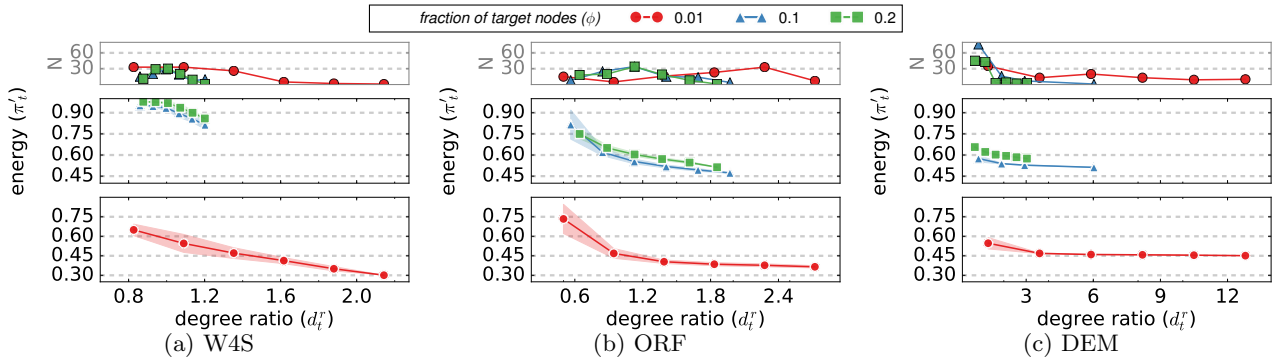 fraction of target nodes (ϕ) 0.01 0.1 0.2
N
60
30
energy (π′t)
0.90
0.75
0.60
0.45
0.75
0.60
0.45
0.30
0.8 1.2 1.6 2.0
degree ratio (d^r_t)
(a) W4S
N
60
30
energy (π′t)
0.90
0.75
0.60
0.45
0.75
0.60
0.45
0.30
0.6 1.2 1.8 2.4
degree ratio (d^r_t)
(b) ORF
N
60
30
energy (π′t)
0.90
0.75
0.60
0.45
0.75
0.60
0.45
0.30
3 6 9 12
degree ratio (d^r_t)
(c) DEM